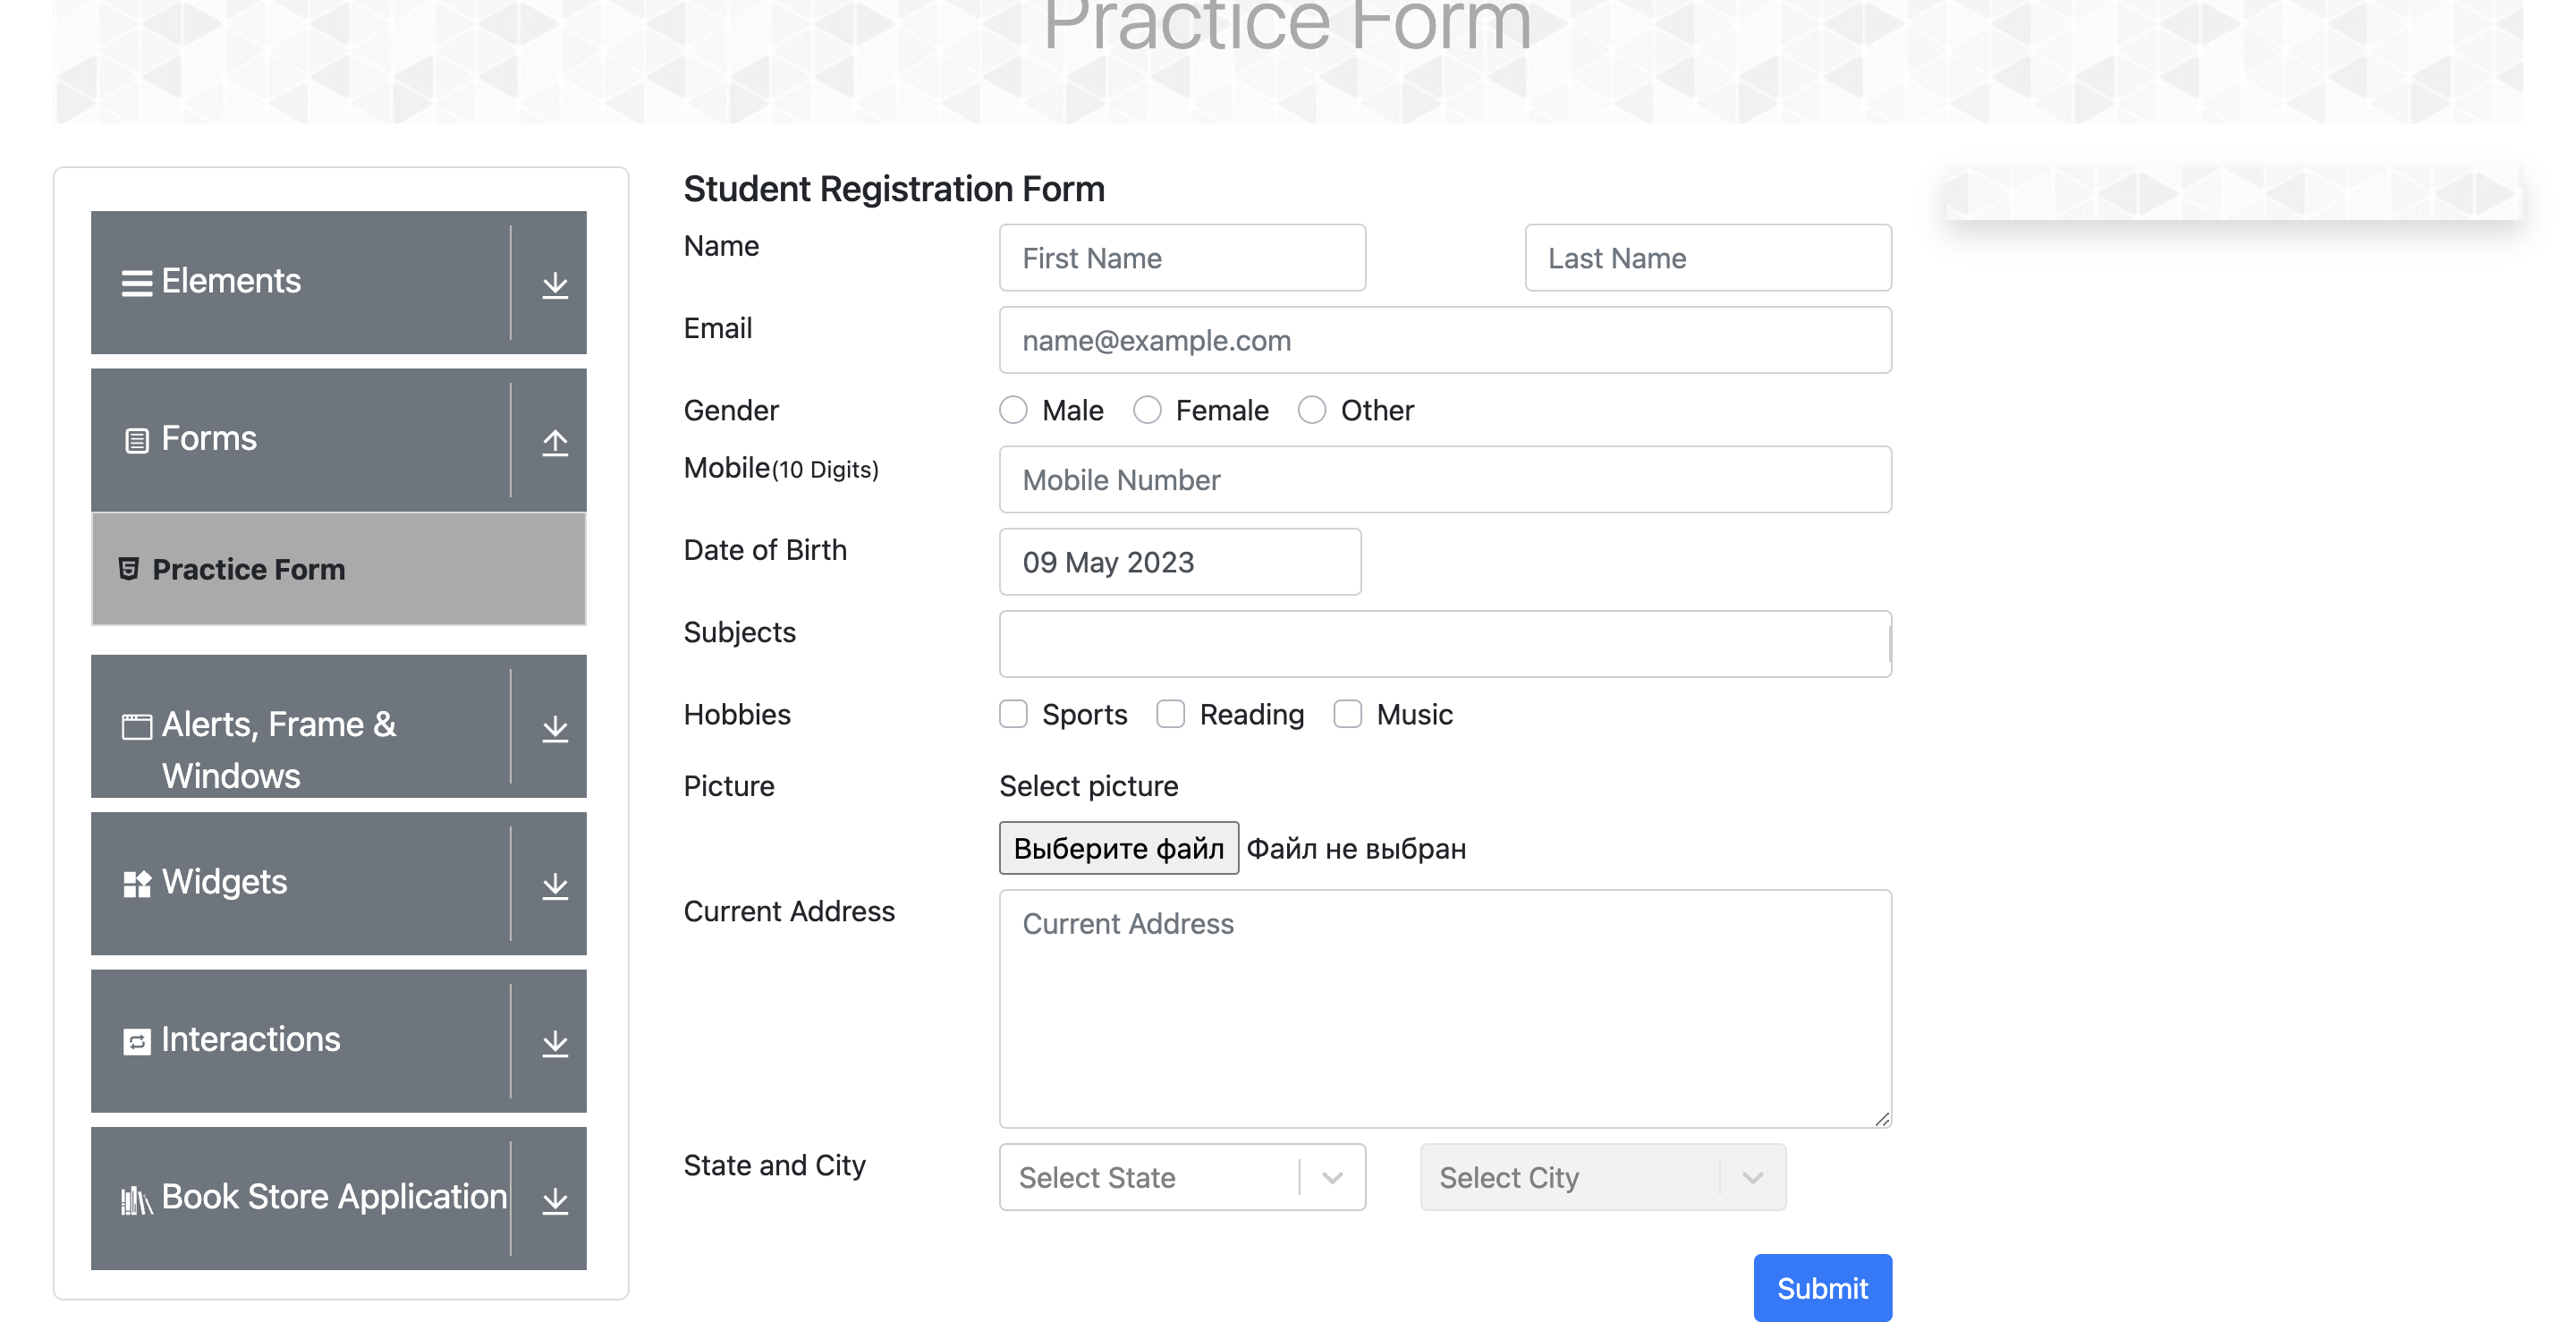 Practice Form
Elements
Forms
Practice Form
Alerts, Frame &
Windows
Widgets
Interactions
Book Store Application
Student Registration Form
Name
First Name
Last Name
Email
name@example.com
Gender
Male
Female
Other
Mobile(10 Digits)
Mobile Number
Date of Birth
09 May 2023
Subjects
Hobbies
Sports
Reading
Music
Picture
Select picture
Выберите файл
Файл не выбран
Current Address
Current Address
State and City
Select State
Select City
Submit